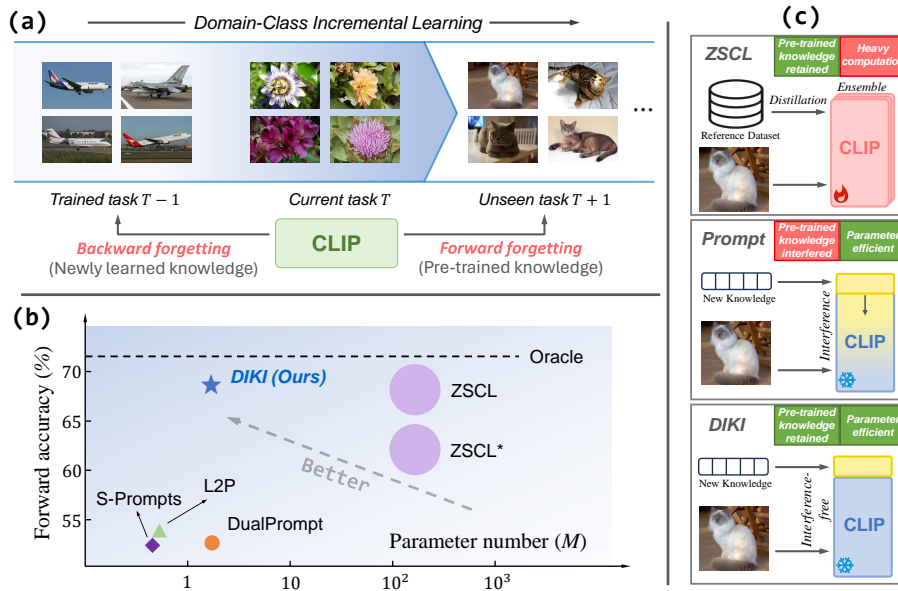 (a)
Domain-Class Incremental Learning
...
Trained task T − 1
Current task T
Unseen task T + 1
CLIP
Backward forgetting
(Newly learned knowledge)
Forward forgetting
(Pre-trained knowledge)
(b)
Forward accuracy (%)
70
65
60
55
Oracle
DIKI (Ours)
ZSCL
ZSCL*
Better
S-Prompts
L2P
DualPrompt
Parameter number (M)
1
10
10²
10³
(c)
ZSCL
Pre-trained
knowledge
retained
Heavy
computation
Ensemble
Distillation
Reference Dataset
CLIP
Prompt
Pre-trained
knowledge
interfered
Parameter
efficient
New Knowledge
Interference
CLIP
DIKI
Pre-trained
knowledge
retained
Parameter
efficient
New Knowledge
Interference-
free
CLIP